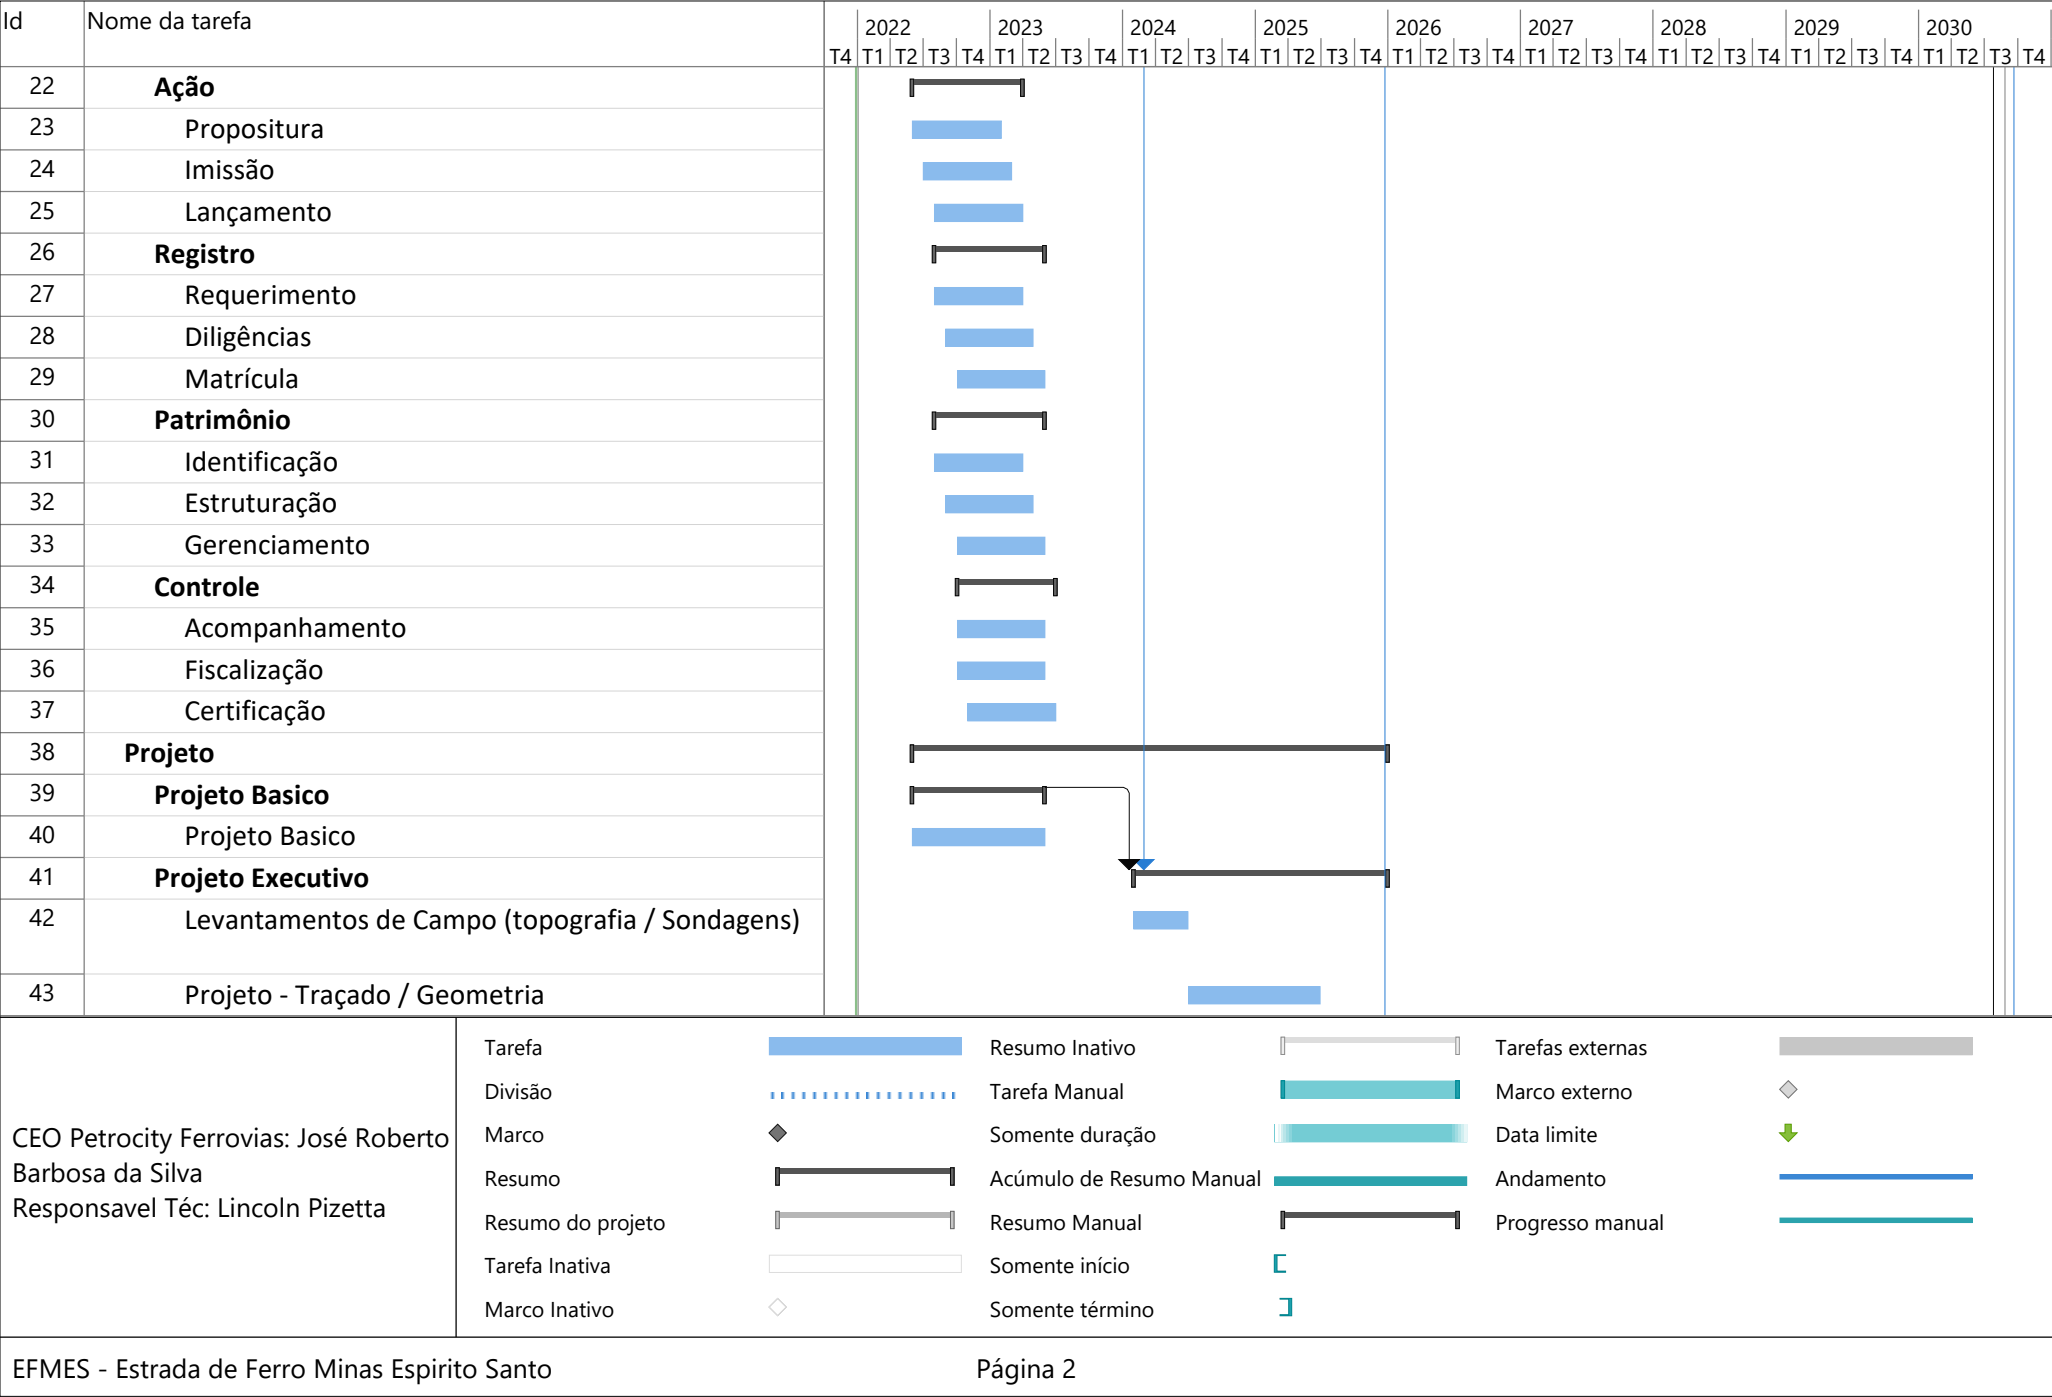 Id Nome da tarefa 2022 2023 2024 2025 2026 2027 2028 2029 2030
T4 T1 T2 T3 T4 T1 T2 T3 T4 T1 T2 T3 T4 T1 T2 T3 T4 T1 T2 T3 T4 T1 T2 T3 T4 T1 T2 T3 T4 T1 T2 T3 T4 T1 T2 T3 T4
22 Ação
23 Propositura
24 Imissão
25 Lançamento
26 Registro
27 Requerimento
28 Diligências
29 Matrícula
30 Patrimônio
31 Identificação
32 Estruturação
33 Gerenciamento
34 Controle
35 Acompanhamento
36 Fiscalização
37 Certificação
38 Projeto
39 Projeto Basico
40 Projeto Basico
41 Projeto Executivo
42 Levantamentos de Campo (topografia / Sondagens)
43 Projeto - Traçado / Geometria
CEO Petrocity Ferrovias: José Roberto
Barbosa da Silva
Responsavel Téc: Lincoln Pizetta
Tarefa
Divisão
Marco
Resumo
Resumo do projeto
Tarefa Inativa
Marco Inativo
Resumo Inativo
Tarefa Manual
Somente duração
Acúmulo de Resumo Manual
Resumo Manual
Somente início
Somente término
Tarefas externas
Marco externo
Data limite
Andamento
Progresso manual
EFMES - Estrada de Ferro Minas Espirito Santo Página 2